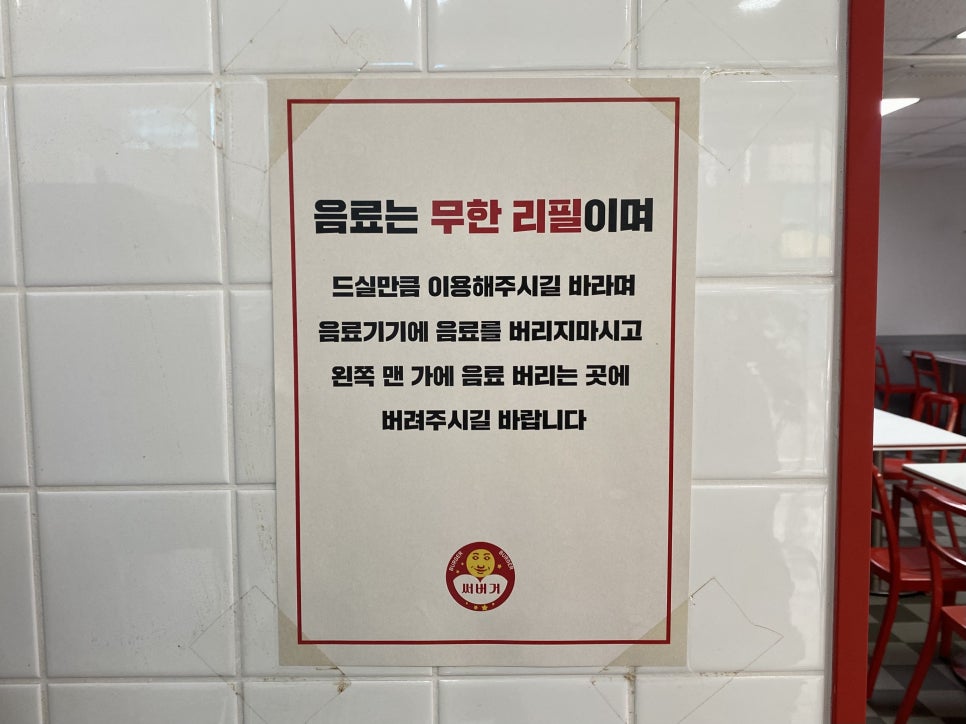 음료는 무한 리필이며
드실만큼 이용해주시길 바라며
음료기기에 음료를 버리지마시고
왼쪽 맨 가에 음료 버리는 곳에
버려주시길 바랍니다
BURGER BURGER
써버거